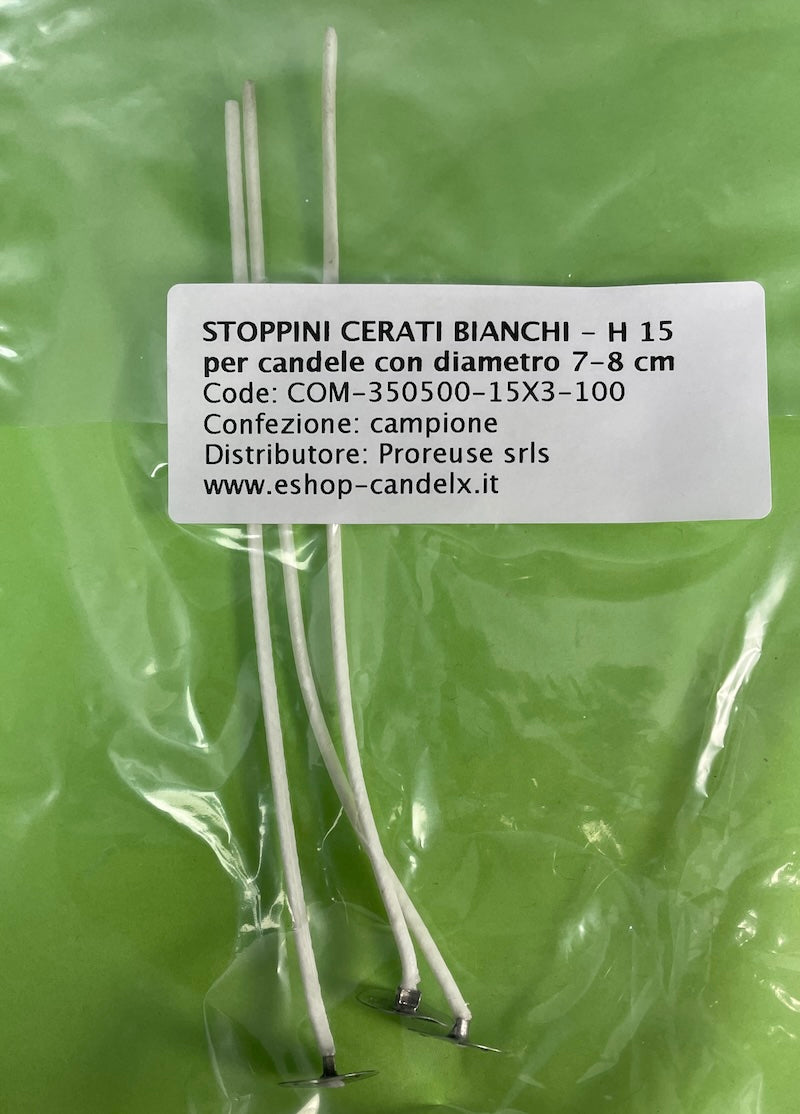 STOPPINI CERATI BIANCHI – H 15
per candele con diametro 7–8 cm
Code: COM–350500–15X3–100
Confezione: campione
Distributore: Proreuse srls
www.eshop–candelx.it